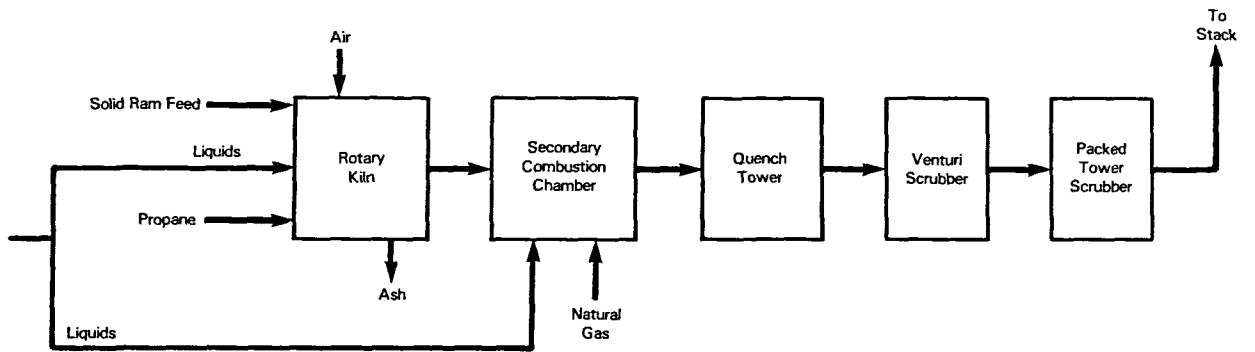 To
Stack
Air
Solid Ram Feed
Liquids
Rotary
Kiln
Propane
Ash
Secondary
Combustion
Chamber
Quench
Tower
Venturi
Scrubber
Packed
Tower
Scrubber
Liquids
Natural
Gas